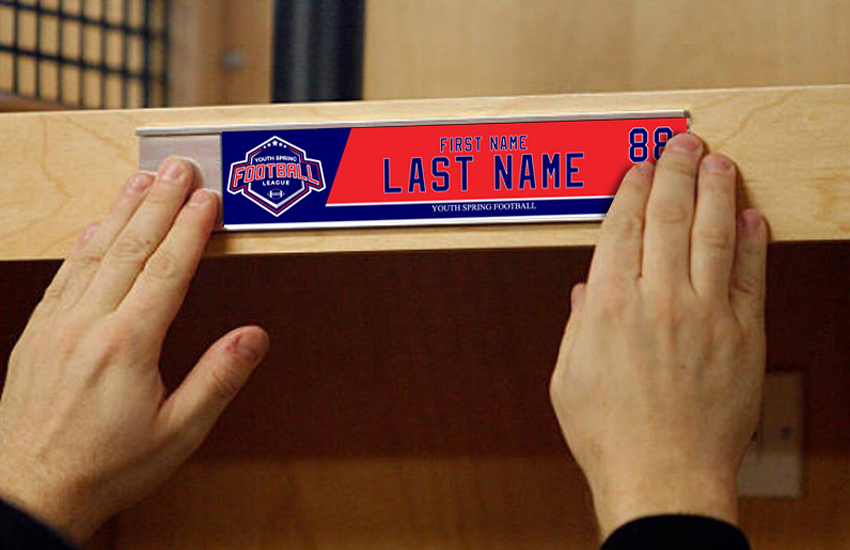 YOUTH SPRING
FOOTBALL
LEAGUE
FIRST NAME
LAST NAME
88
YOUTH SPRING FOOTBALL